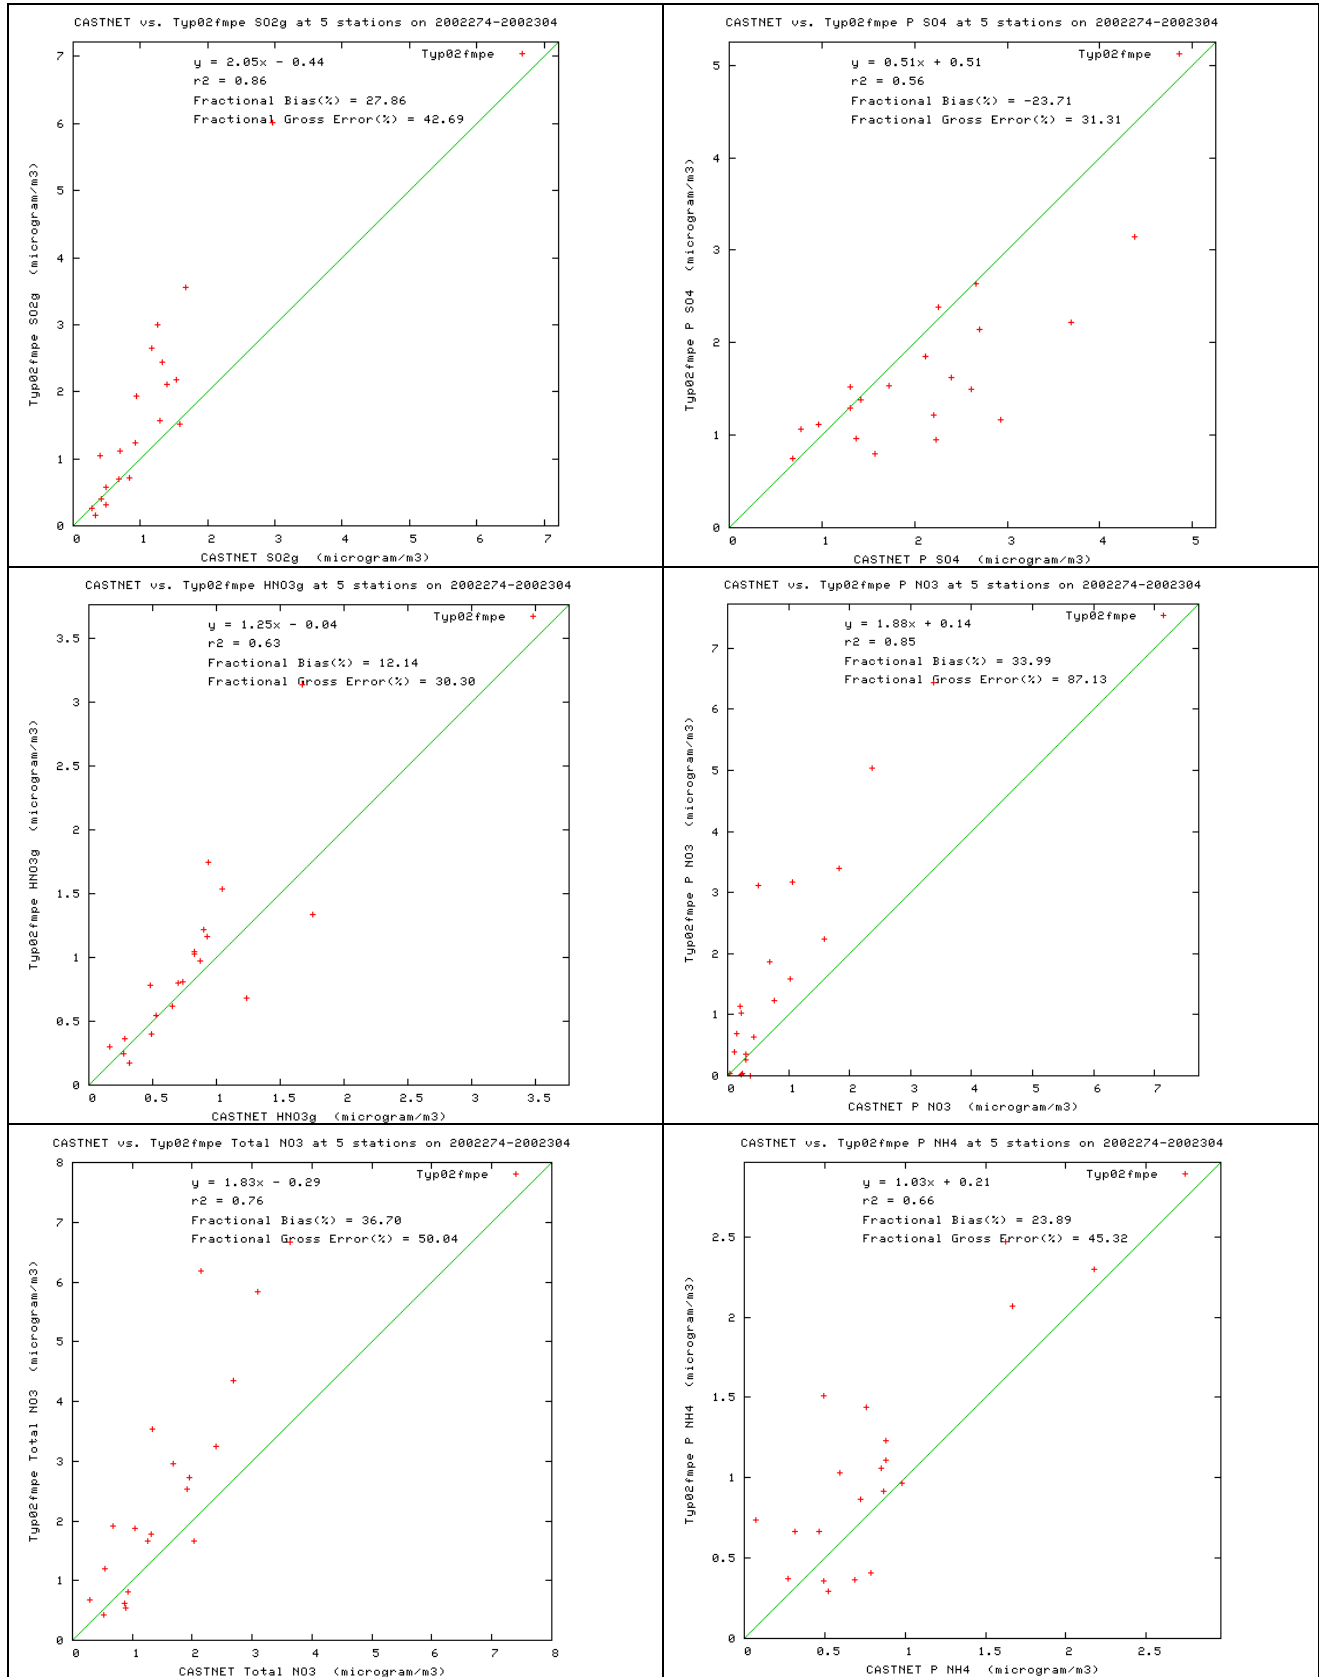 CASTNET vs. Typ02fmpe SO2g at 5 stations on 2002274-2002304
Typ02fmpe
y = 2.05x - 0.44
r2 = 0.86
Fractional Bias(%) = 27.86
Fractional Gross Error(%) = 42.69
Typ02fmpe SO2g (microgram/m3)
7
6
5
4
3
2
1
0
0 1 2 3 4 5 6 7
CASTNET SO2g (microgram/m3)
CASTNET vs. Typ02fmpe P SO4 at 5 stations on 2002274-2002304
Typ02fmpe
y = 0.51x + 0.51
r2 = 0.56
Fractional Bias(%) = -23.71
Fractional Gross Error(%) = 31.31
Typ02fmpe P SO4 (microgram/m3)
5
4
3
2
1
0
0 1 2 3 4 5
CASTNET P SO4 (microgram/m3)
CASTNET vs. Typ02fmpe HNO3g at 5 stations on 2002274-2002304
Typ02fmpe
y = 1.25x - 0.04
r2 = 0.63
Fractional Bias(%) = 12.14
Fractional Gross Error(%) = 30.30
Typ02fmpe HNO3g (microgram/m3)
3.5
3
2.5
2
1.5
1
0.5
0
0 0.5 1 1.5 2 2.5 3 3.5
CASTNET HNO3g (microgram/m3)
CASTNET vs. Typ02fmpe P NO3 at 5 stations on 2002274-2002304
Typ02fmpe
y = 1.88x + 0.14
r2 = 0.85
Fractional Bias(%) = 33.99
Fractional Gross Error(%) = 87.13
Typ02fmpe P NO3 (microgram/m3)
7
6
5
4
3
2
1
0
0 1 2 3 4 5 6 7
CASTNET P NO3 (microgram/m3)
CASTNET vs. Typ02fmpe Total NO3 at 5 stations on 2002274-2002304
Typ02fmpe
y = 1.83x - 0.29
r2 = 0.76
Fractional Bias(%) = 36.70
Fractional Gross Error(%) = 50.04
Typ02fmpe Total NO3 (microgram/m3)
8
7
6
5
4
3
2
1
0
0 1 2 3 4 5 6 7 8
CASTNET Total NO3 (microgram/m3)
CASTNET vs. Typ02fmpe P NH4 at 5 stations on 2002274-2002304
Typ02fmpe
y = 1.03x + 0.21
r2 = 0.66
Fractional Bias(%) = 23.89
Fractional Gross Error(%) = 45.32
Typ02fmpe P NH4 (microgram/m3)
2.5
2
1.5
1
0.5
0
0 0.5 1 1.5 2 2.5
CASTNET P NH4 (microgram/m3)